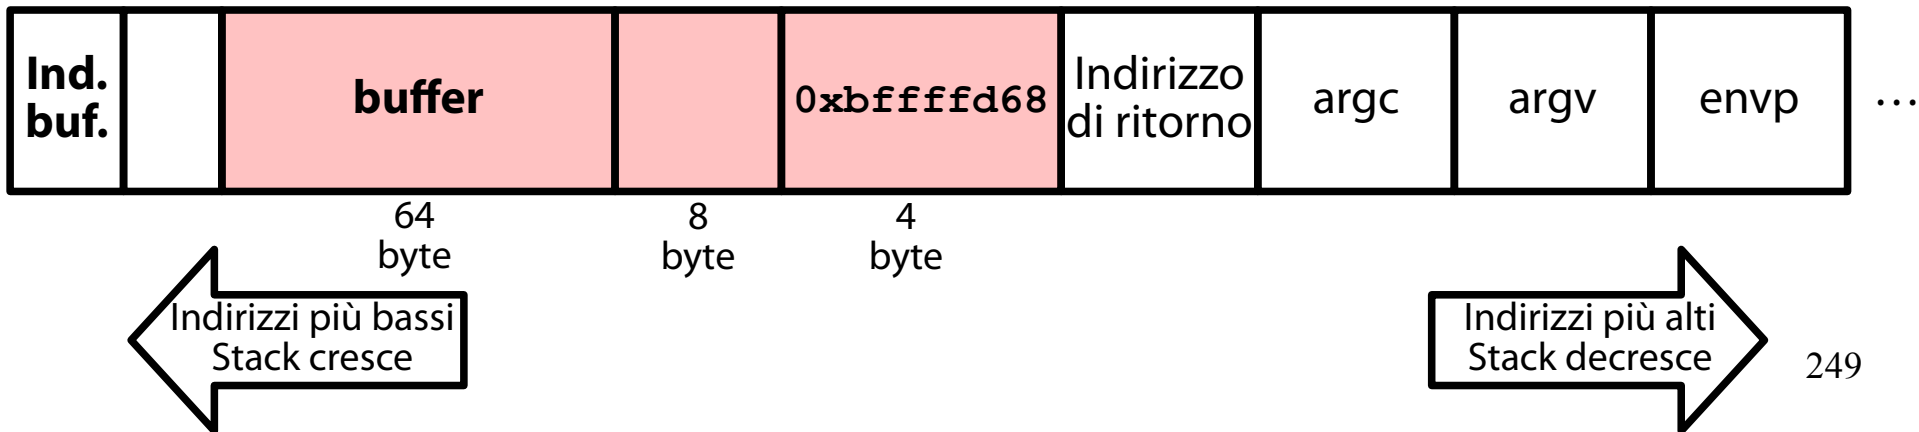 Ind.
buf.
buffer
0xbffffd68
Indirizzo
di ritorno
argc
argv
envp
...
64
byte
8
byte
4
byte
Indirizzi più bassi
Stack cresce
Indirizzi più alti
Stack decresce
249